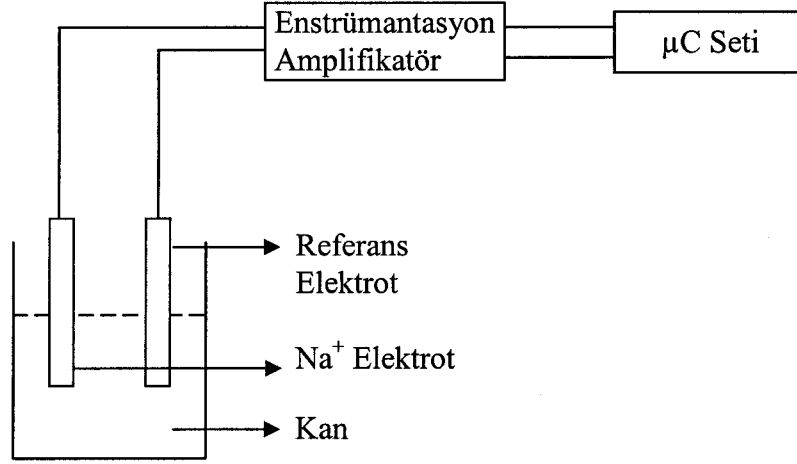 Enstrümantasyon
Amplifikatör
µC Seti
Referans
Elektrot
Na⁺ Elektrot
Kan